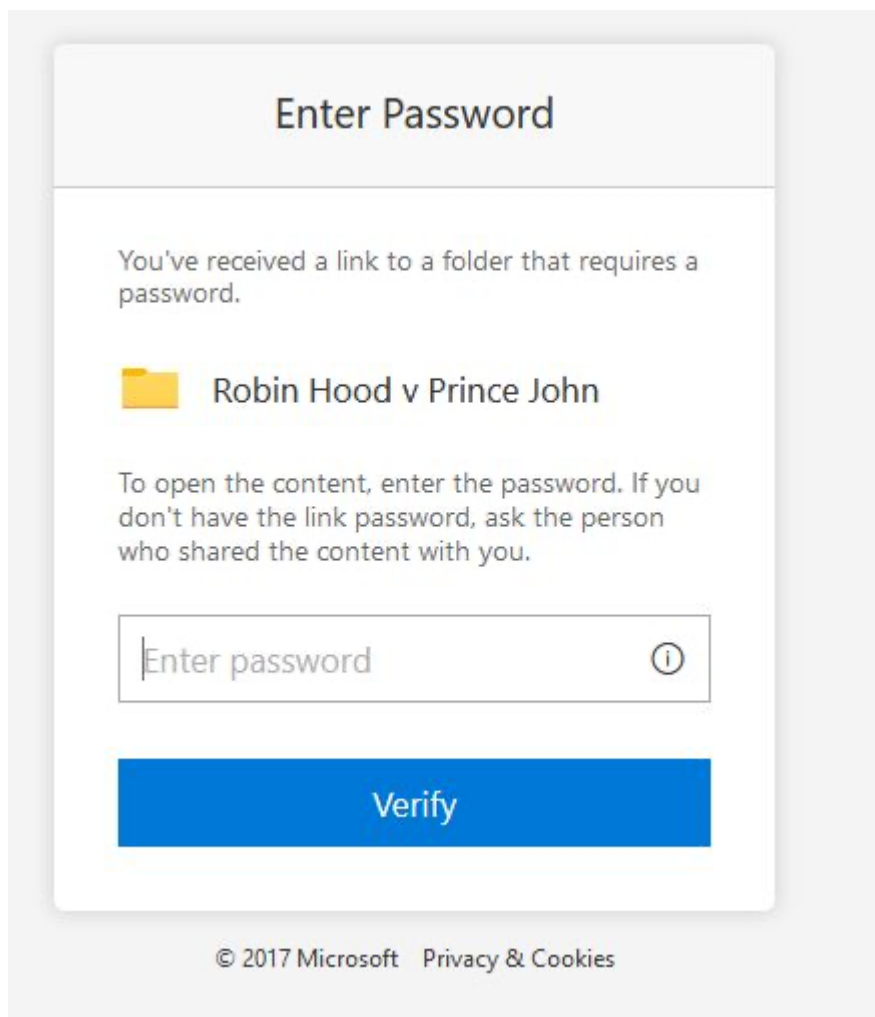 Enter Password
You've received a link to a folder that requires a
password.
Robin Hood v Prince John
To open the content, enter the password. If you
don't have the link password, ask the person
who shared the content with you.
Enter password
Verify
© 2017 Microsoft Privacy & Cookies